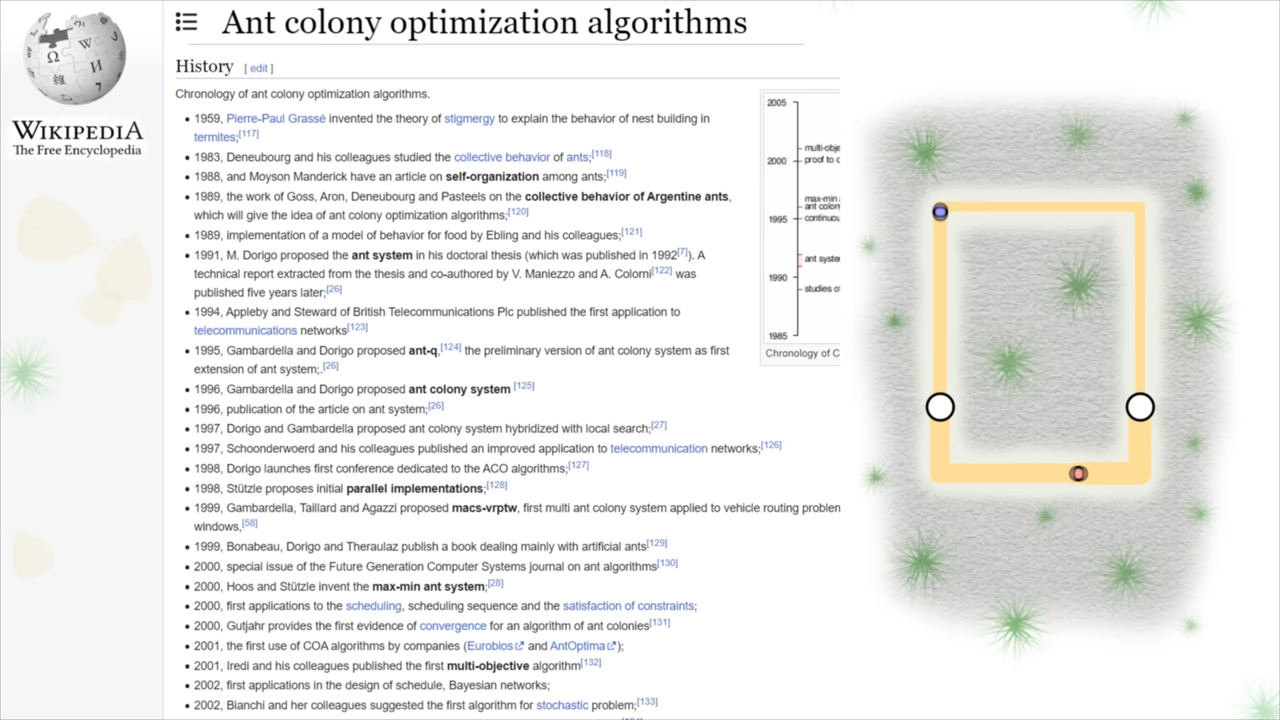 Ant colony optimization algorithms
WIKIPEDIA
The Free Encyclopedia
History [ edit ]
Chronology of ant colony optimization algorithms.
1959, Pierre-Paul Grassé invented the theory of stigmergy to explain the behavior of nest building in
termites;[117]
1983, Deneubourg and his colleagues studied the collective behavior of ants;[118]
1988, and Moyson Manderick have an article on self-organization among ants;[119]
1989, the work of Goss, Aron, Deneubourg and Pasteels on the collective behavior of Argentine ants,
which will give the idea of ant colony optimization algorithms;[120]
1989, implementation of a model of behavior for food by Ebling and his colleagues;[121]
1991, M. Dorigo proposed the ant system in his doctoral thesis (which was published in 1992[7]). A
technical report extracted from the thesis and co-authored by V. Maniezzo and A. Colorni[122] was
published five years later;[26]
1994, Appleby and Steward of British Telecommunications Plc published the first application to
telecommunications networks[123]
1995, Gambardella and Dorigo proposed ant-q,[124] the preliminary version of ant colony system as first
extension of ant system;.[26]
1996, Gambardella and Dorigo proposed ant colony system [125]
1996, publication of the article on ant system;[26]
1997, Dorigo and Gambardella proposed ant colony system hybridized with local search;[27]
1997, Schoonderwoerd and his colleagues published an improved application to telecommunication networks;[126]
1998, Dorigo launches first conference dedicated to the ACO algorithms;[127]
1998, Stützle proposes initial parallel implementations;[128]
1999, Gambardella, Taillard and Agazzi proposed macs-vrptw, first multi ant colony system applied to vehicle routing problem
windows,[58]
1999, Bonabeau, Dorigo and Theraulaz publish a book dealing mainly with artificial ants[129]
2000, special issue of the Future Generation Computer Systems journal on ant algorithms[130]
2000, Hoos and Stützle invent the max-min ant system;[28]
2000, first applications to the scheduling, scheduling sequence and the satisfaction of constraints;
2000, Gutjahr provides the first evidence of convergence for an algorithm of ant colonies[131]
2001, the first use of COA algorithms by companies (Eurobios and AntOptima);
2001, Iredi and his colleagues published the first multi-objective algorithm[132]
2002, first applications in the design of schedule, Bayesian networks;
2002, Bianchi and her colleagues suggested the first algorithm for stochastic problem;[133]
2005
multi-obje
2000 proof to c
max-min
ant colon
1995 continuou
ant syste
1990
studies of
1985
Chronology of C